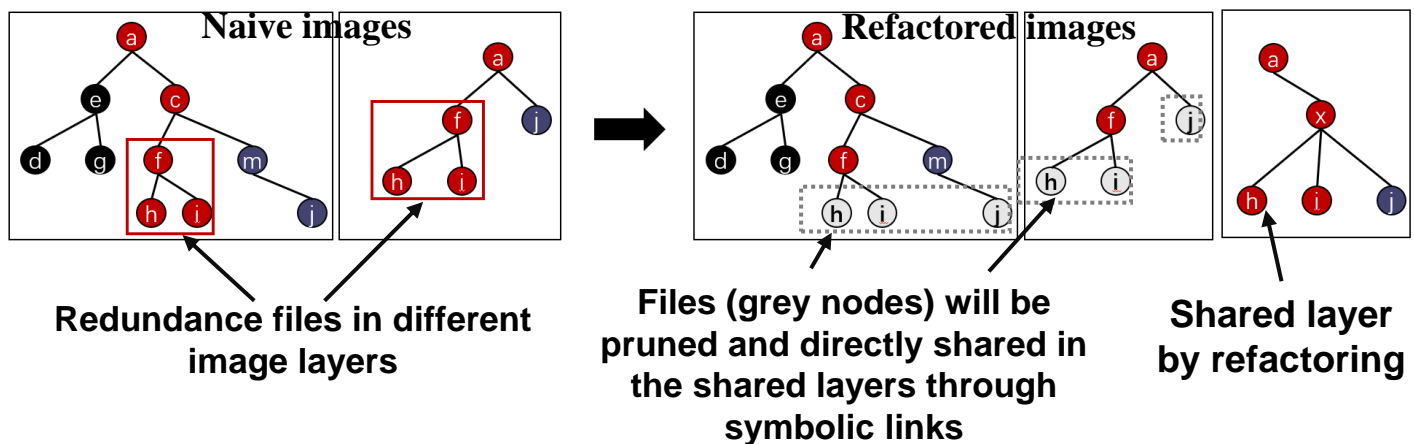 Naive images
a
e
c
d
g
f
m
h
i
j
a
f
j
h
i
Redundance files in different
image layers
Refactored images
a
e
c
d
g
f
m
h
i
j
a
f
j
h
i
a
x
h
i
j
Files (grey nodes) will be
pruned and directly shared in
the shared layers through
symbolic links
Shared layer
by refactoring